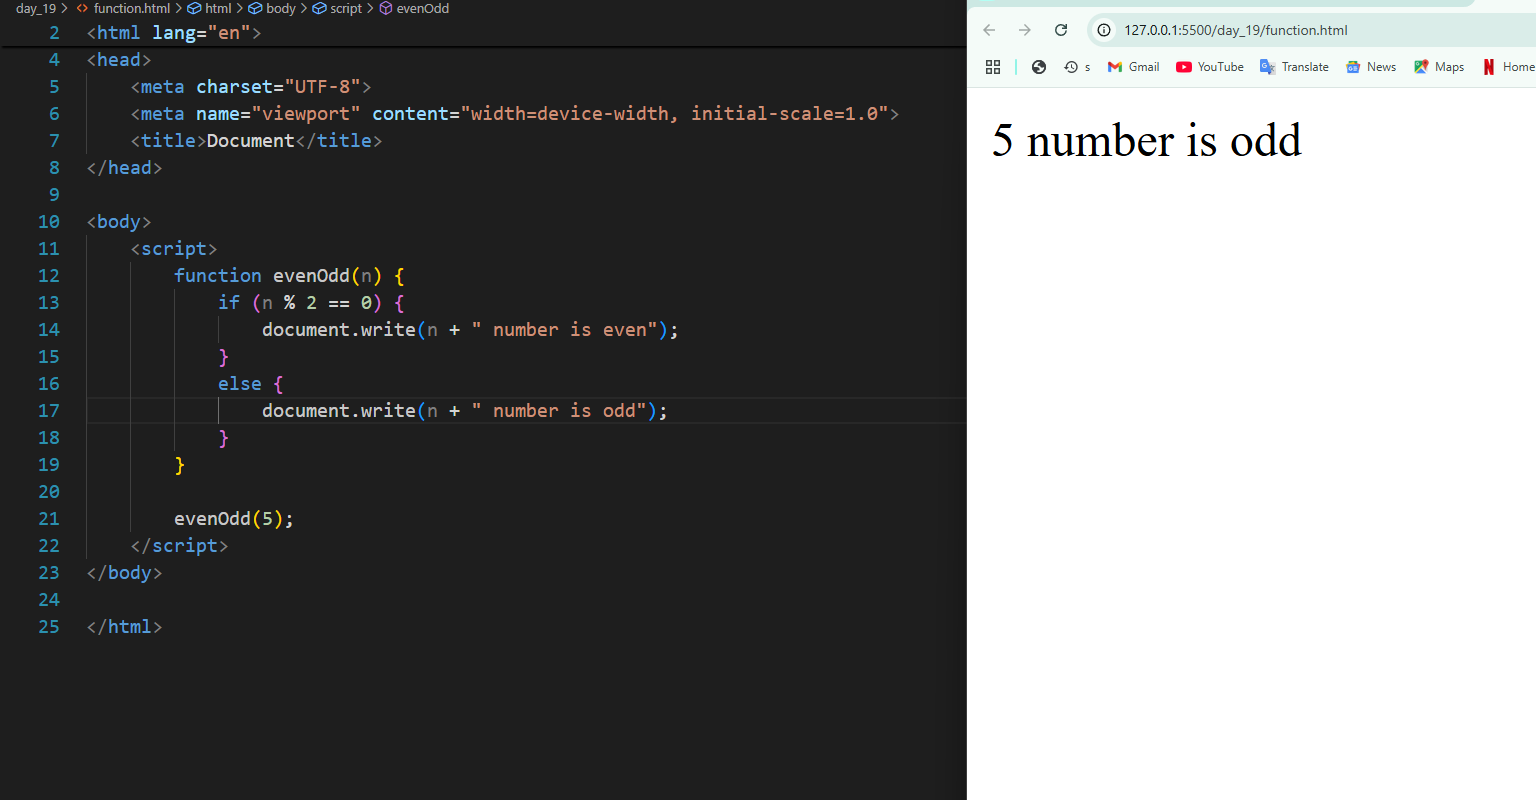 day_19 > <> function.html > html > body > script > evenOdd
2 <html lang="en">
4 <head>
5     <meta charset="UTF-8">
6     <meta name="viewport" content="width=device-width, initial-scale=1.0">
7     <title>Document</title>
8 </head>
9
10 <body>
11     <script>
12         function evenOdd(n) {
13             if (n % 2 == 0) {
14                 document.write(n + " number is even");
15             }
16             else {
17                 document.write(n + " number is odd");
18             }
19         }
20
21         evenOdd(5);
22     </script>
23 </body>
24
25 </html>
127.0.0.1:5500/day_19/function.html
s Gmail YouTube Translate News Maps Home
5 number is odd